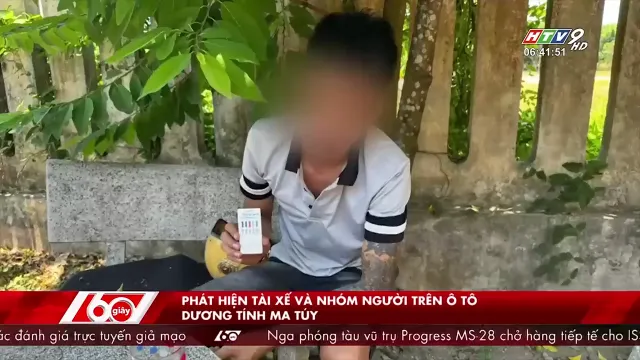 HTV9 HD
06:41:51
60 giây
PHÁT HIỆN TÀI XẾ VÀ NHÓM NGƯỜI TRÊN Ô TÔ
DƯƠNG TÍNH MA TÚY
ác đánh giá trực tuyến giả mạo Nga phóng tàu vũ trụ Progress MS-28 chở hàng tiếp tế cho IS